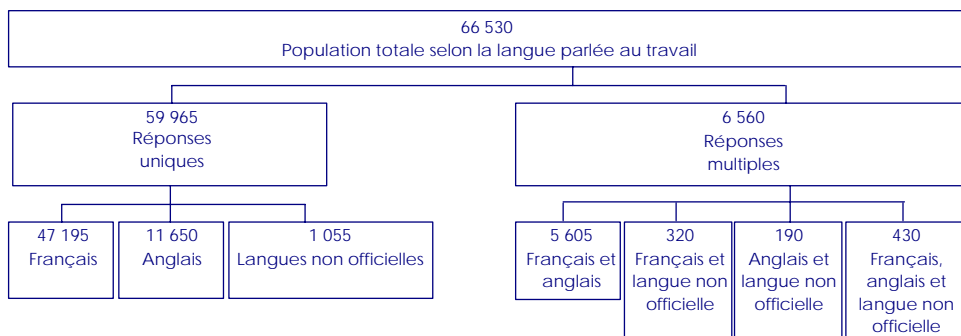 66 530
Population totale selon la langue parlée au travail
59 965
Réponses
uniques
6 560
Réponses
multiples
47 195
Français
11 650
Anglais
1 055
Langues non officielles
5 605
Français et
anglais
320
Français et
langue non
officielle
190
Anglais et
langue non
officielle
430
Français,
anglais et
langue non
officielle